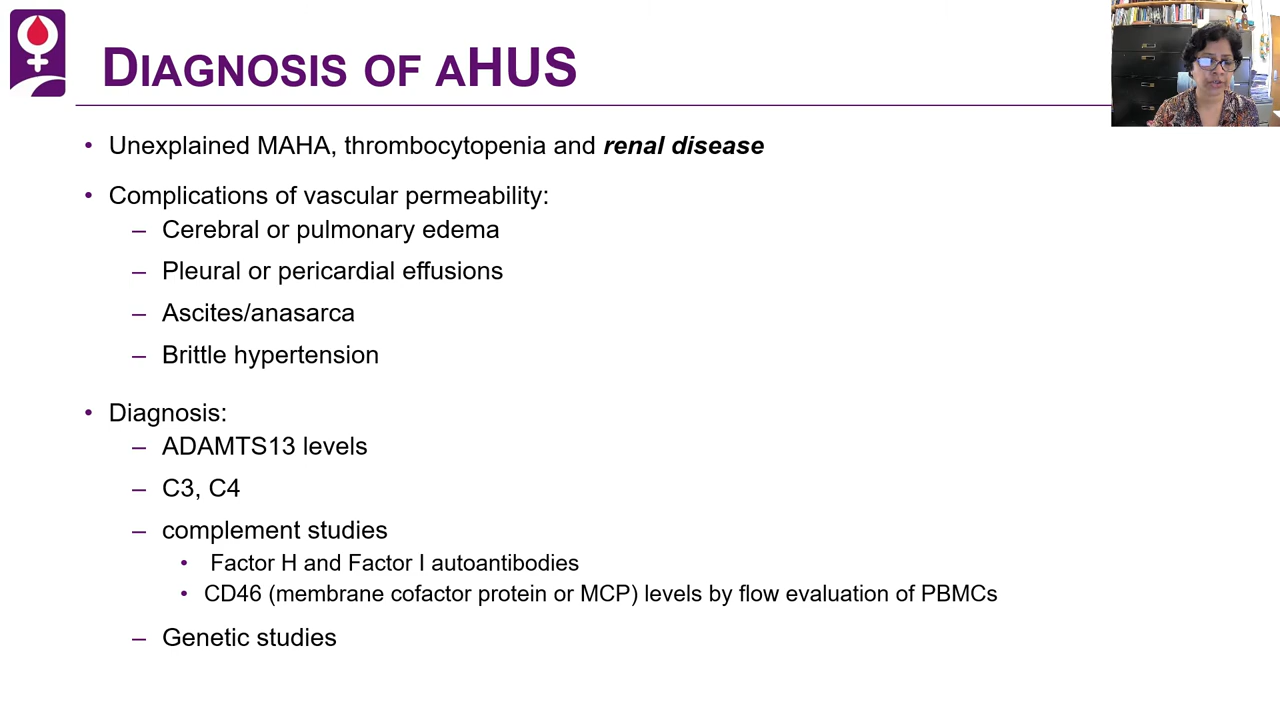 DIAGNOSIS OF AHUS
• Unexplained MAHA, thrombocytopenia and renal disease
• Complications of vascular permeability:
– Cerebral or pulmonary edema
– Pleural or pericardial effusions
– Ascites/anasarca
– Brittle hypertension
• Diagnosis:
– ADAMTS13 levels
– C3, C4
– complement studies
• Factor H and Factor I autoantibodies
• CD46 (membrane cofactor protein or MCP) levels by flow evaluation of PBMCs
– Genetic studies